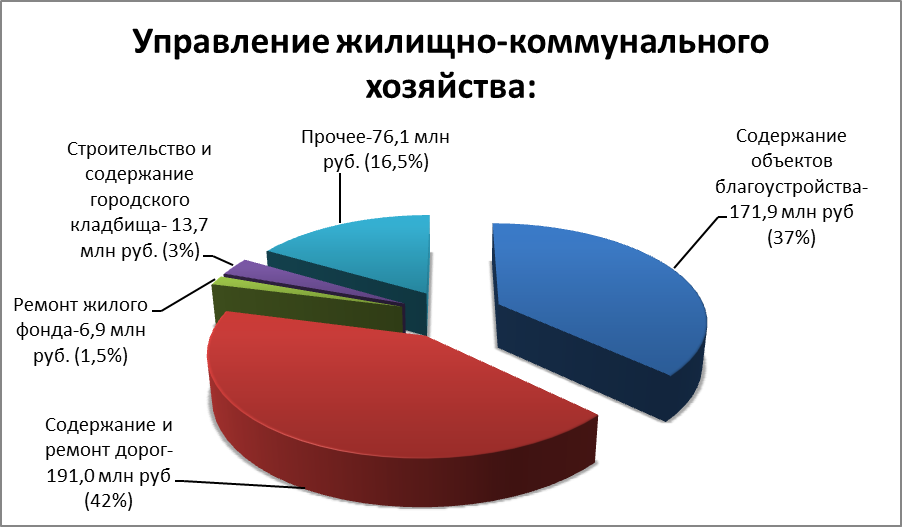 Управление жилищно-коммунального
хозяйства:
Прочее-76,1 млн
руб. (16,5%)
Содержание
объектов
благоустройства-
171,9 млн руб
(37%)
Строительство и
содержание
городского
кладбища- 13,7
млн руб. (3%)
Ремонт жилого
фонда-6,9 млн
руб. (1,5%)
Содержание и
ремонт дорог-
191,0 млн руб
(42%)